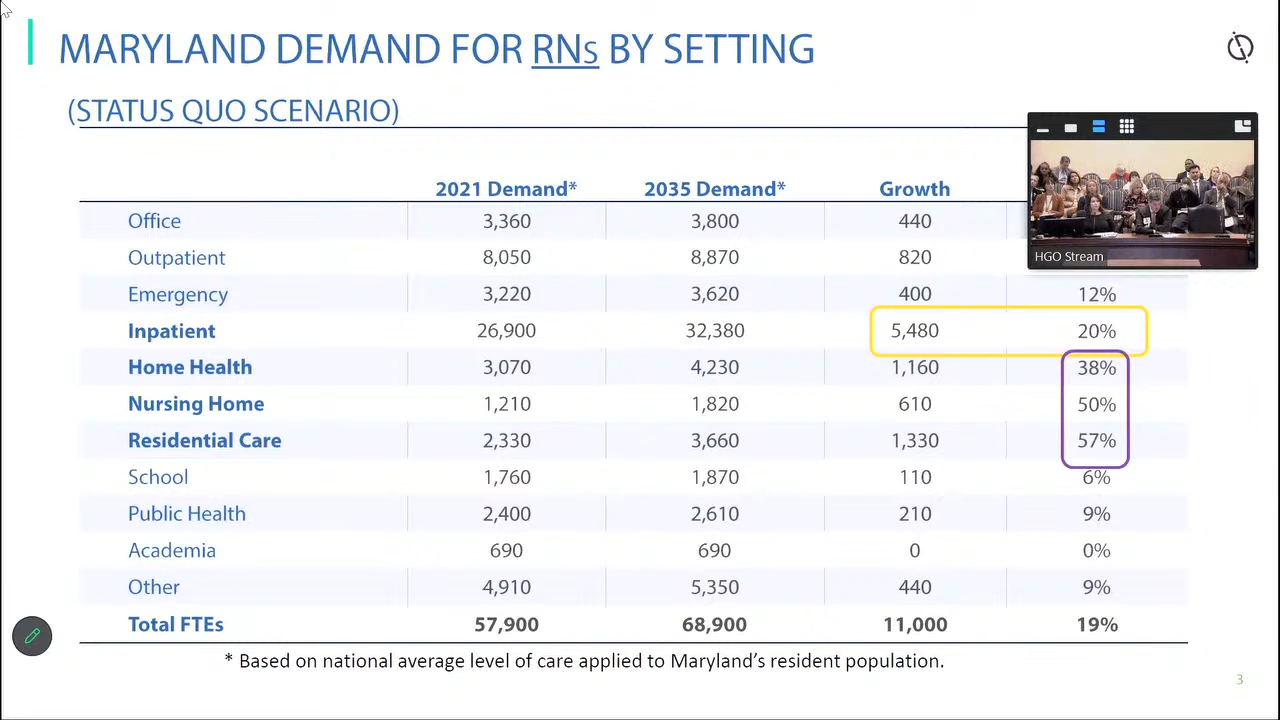 MARYLAND DEMAND FOR RNs BY SETTING
(STATUS QUO SCENARIO)
2021 Demand* 2035 Demand* Growth
Office 3,360 3,800 440
Outpatient 8,050 8,870 820
Emergency 3,220 3,620 400 12%
Inpatient 26,900 32,380 5,480 20%
Home Health 3,070 4,230 1,160 38%
Nursing Home 1,210 1,820 610 50%
Residential Care 2,330 3,660 1,330 57%
School 1,760 1,870 110 6%
Public Health 2,400 2,610 210 9%
Academia 690 690 0 0%
Other 4,910 5,350 440 9%
Total FTEs 57,900 68,900 11,000 19%
* Based on national average level of care applied to Maryland's resident population.
HGO Stream
3